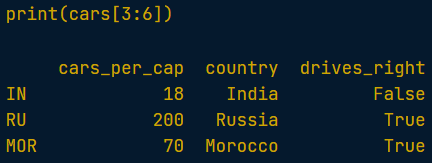 print(cars[3:6])
cars_per_cap country drives_right
IN 18 India False
RU 200 Russia True
MOR 70 Morocco True